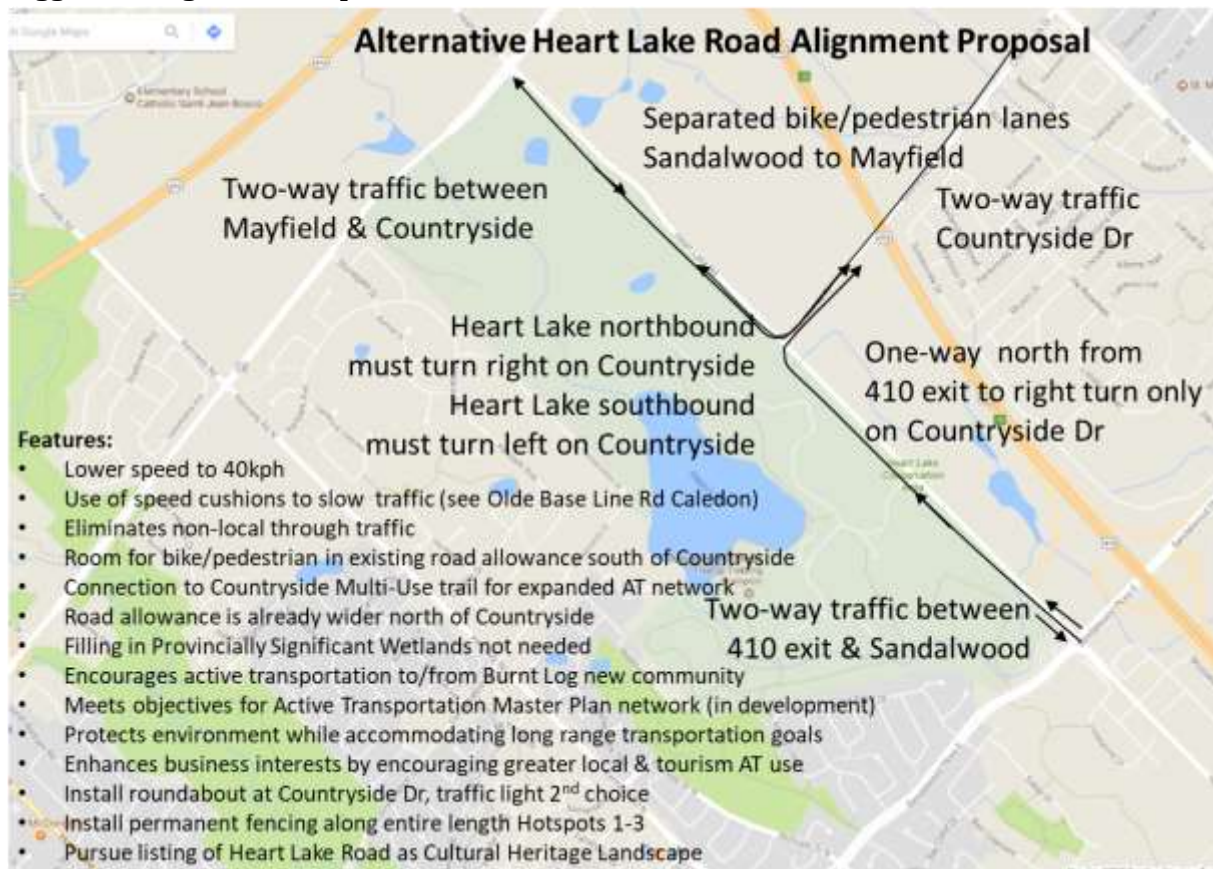 Alternative Heart Lake Road Alignment Proposal
Elementary School
Catholic Saint-Jean-Bosco
Separated bike/pedestrian lanes
Sandalwood to Mayfield
Two-way traffic between
Mayfield & Countryside
Two-way traffic
Countryside Dr
Heart Lake northbound
must turn right on Countryside
Heart Lake southbound
must turn left on Countryside
One-way north from
410 exit to right turn only
on Countryside Dr
Heart Lake
Conservation
Features:
• Lower speed to 40kph
• Use of speed cushions to slow traffic (see Olde Base Line Rd Caledon)
• Eliminates non-local through traffic
• Room for bike/pedestrian in existing road allowance south of Countryside
• Connection to Countryside Multi-Use trail for expanded AT network
• Road allowance is already wider north of Countryside
• Filling in Provincially Significant Wetlands not needed
• Encourages active transportation to/from Burnt Log new community
• Meets objectives for Active Transportation Master Plan network (in development)
• Protects environment while accommodating long range transportation goals
• Enhances business interests by encouraging greater local & tourism AT use
• Install roundabout at Countryside Dr, traffic light 2nd choice
• Install permanent fencing along entire length Hotspots 1-3
• Pursue listing of Heart Lake Road as Cultural Heritage Landscape
Two-way traffic between
410 exit & Sandalwood